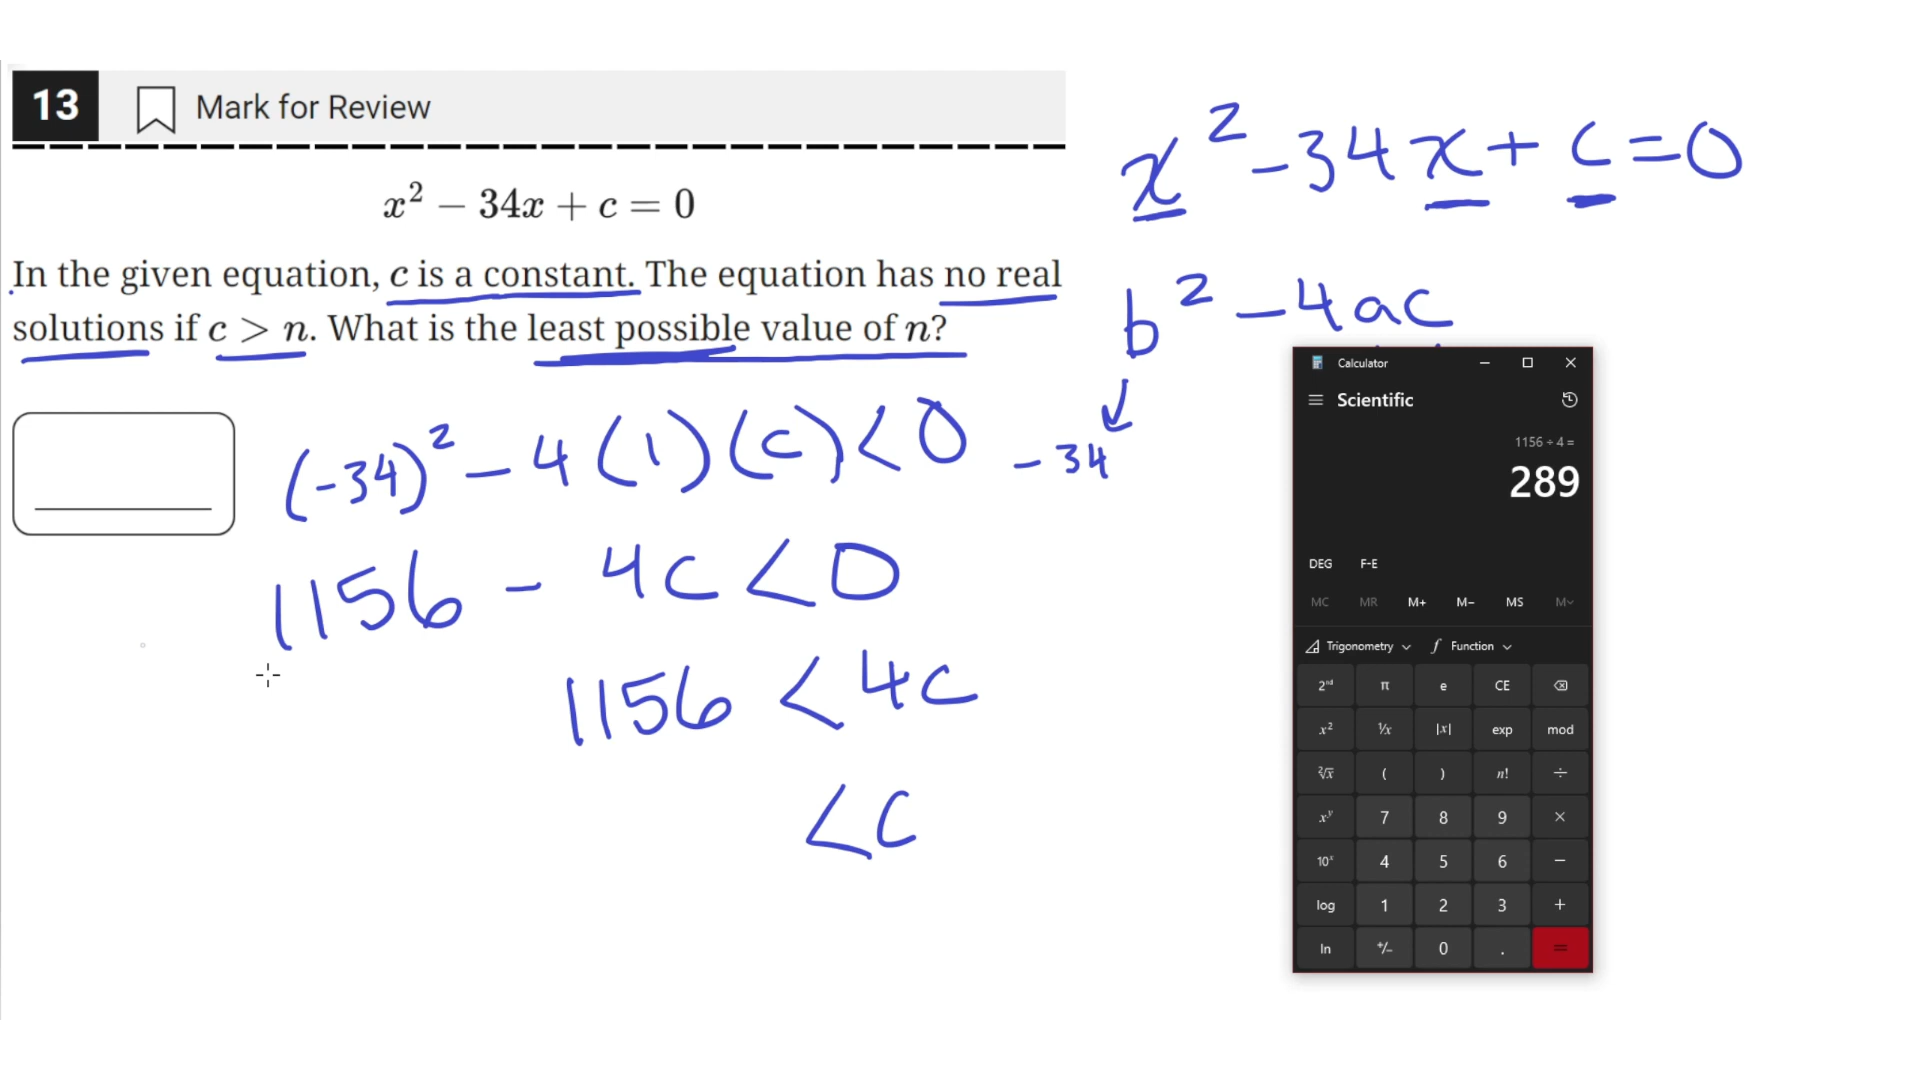 13 Mark for Review
x² − 34x + c = 0
In the given equation, c is a constant. The equation has no real
solutions if c > n. What is the least possible value of n?
x² − 34x + c = 0
b² − 4ac
−34
(−34)² − 4(1)(c) < 0
1156 − 4c < 0
1156 < 4c
< c
Calculator
Scientific
1156 ÷ 4 =
289
DEG F-E
MC MR M+ M− MS M˅
Trigonometry f Function
2ⁿᵈ π e CE
x² ¹/x |x| exp mod
²√x ( ) n! ÷
xʸ 7 8 9 ×
10ˣ 4 5 6 −
log 1 2 3 +
ln +/− 0 . =